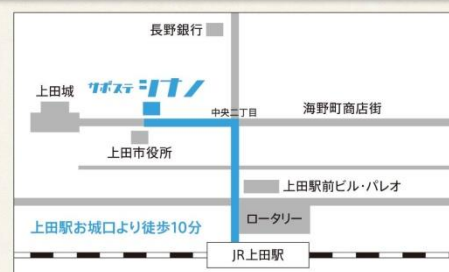 長野銀行
サポステ シナノ
上田城
中央二丁目
海野町商店街
上田市役所
上田駅前ビル・パレオ
上田駅お城口より徒歩10分
ロータリー
JR上田駅